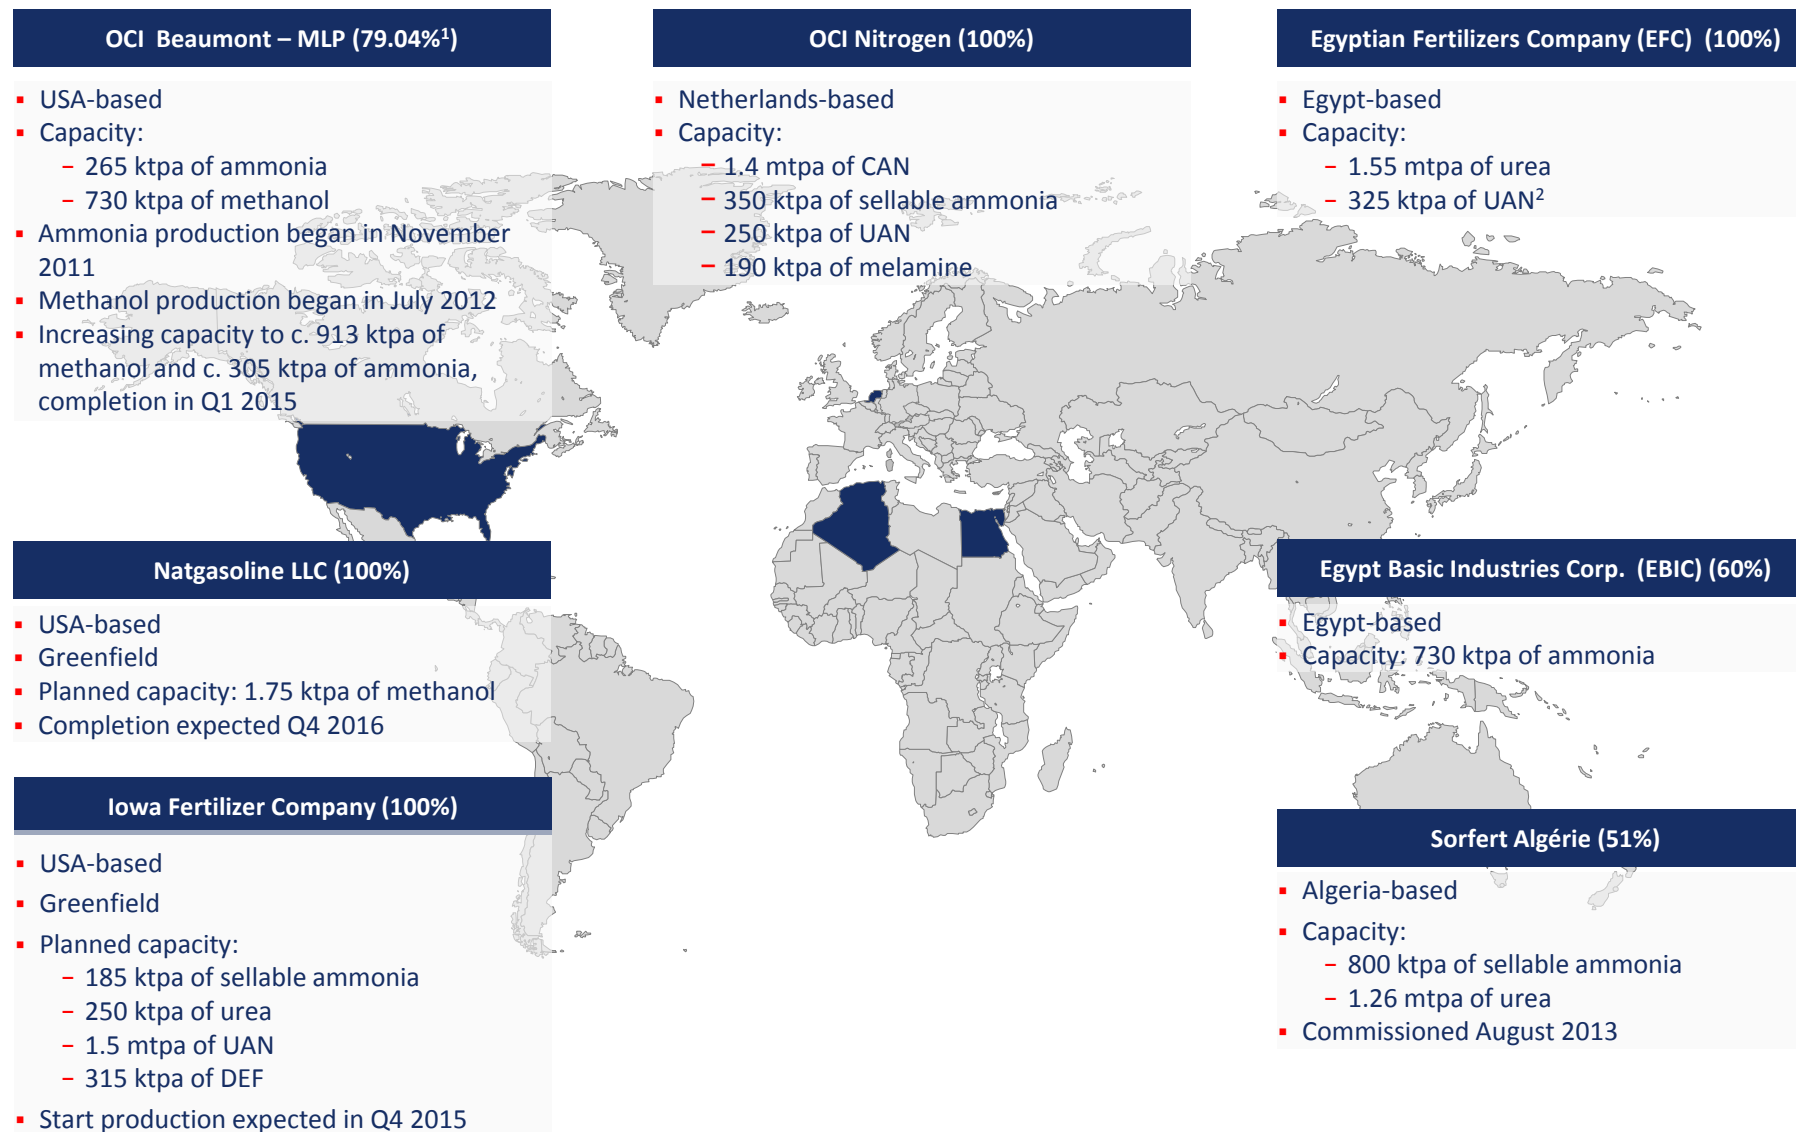 OCI Beaumont – MLP (79.04%¹)
USA-based
Capacity:
– 265 ktpa of ammonia
– 730 ktpa of methanol
Ammonia production began in November
2011
Methanol production began in July 2012
Increasing capacity to c. 913 ktpa of
methanol and c. 305 ktpa of ammonia,
completion in Q1 2015
Natgasoline LLC (100%)
USA-based
Greenfield
Planned capacity: 1.75 ktpa of methanol
Completion expected Q4 2016
Iowa Fertilizer Company (100%)
USA-based
Greenfield
Planned capacity:
– 185 ktpa of sellable ammonia
– 250 ktpa of urea
– 1.5 mtpa of UAN
– 315 ktpa of DEF
Start production expected in Q4 2015
OCI Nitrogen (100%)
Netherlands-based
Capacity:
– 1.4 mtpa of CAN
– 350 ktpa of sellable ammonia
– 250 ktpa of UAN
– 190 ktpa of melamine
Egyptian Fertilizers Company (EFC) (100%)
Egypt-based
Capacity:
– 1.55 mtpa of urea
– 325 ktpa of UAN²
Egypt Basic Industries Corp. (EBIC) (60%)
Egypt-based
Capacity: 730 ktpa of ammonia
Sorfert Algérie (51%)
Algeria-based
Capacity:
– 800 ktpa of sellable ammonia
– 1.26 mtpa of urea
Commissioned August 2013